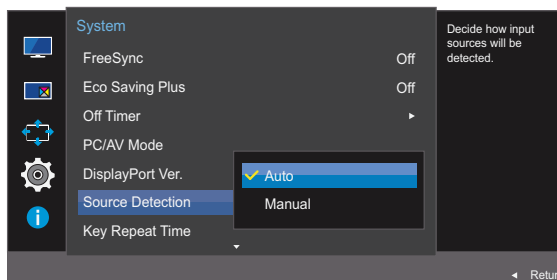 System
Decide how input
sources will be
detected.
FreeSync Off
Eco Saving Plus Off
Off Timer
PC/AV Mode
DisplayPort Ver.
Auto
Source Detection
Manual
Key Repeat Time